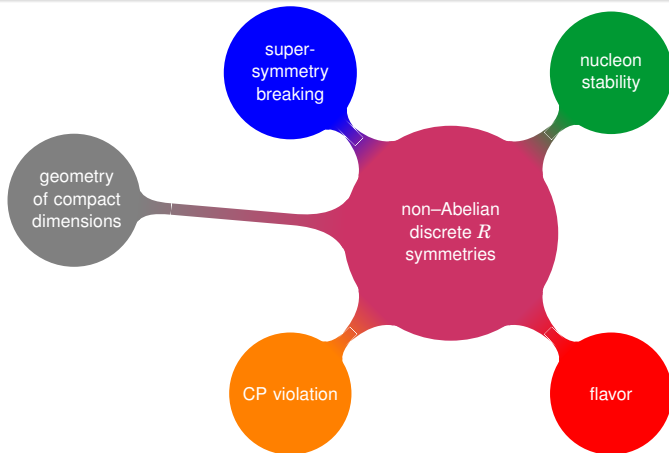 super-
symmetry
breaking
nucleon
stability
geometry
of compact
dimensions
non–Abelian
discrete R
symmetries
CP violation
flavor